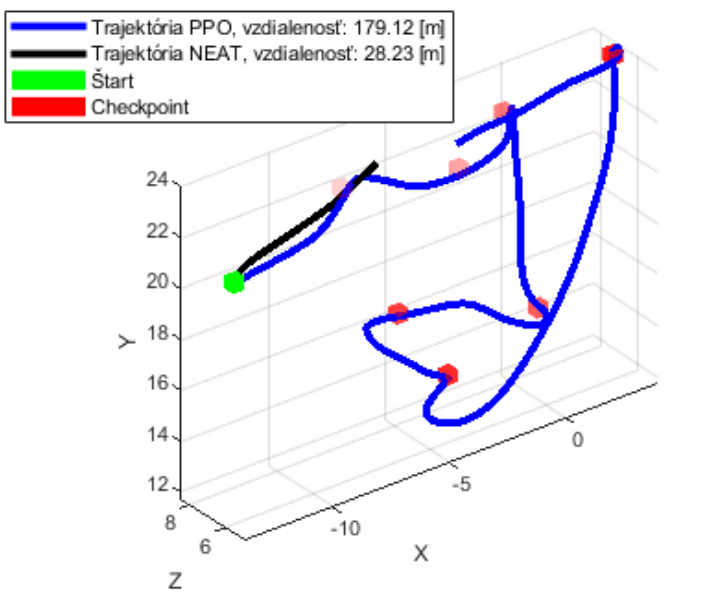 Trajektória PPO, vzdialenosť: 179.12 [m]
Trajektória NEAT, vzdialenosť: 28.23 [m]
Štart
Checkpoint
24
22
20
18
16
14
12
Y
8
6
Z
-10
-5
0
X